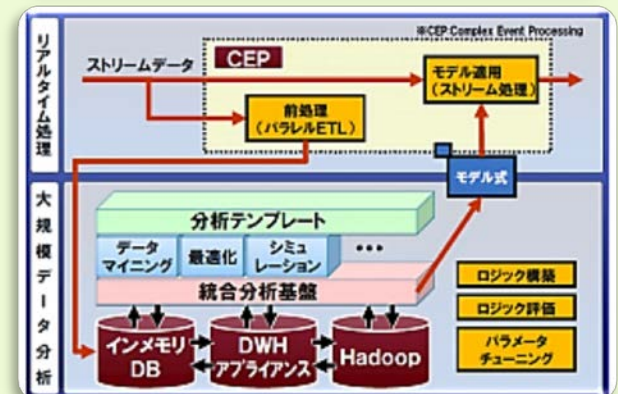 リアルタイム処理
※CEP:Complex Event Processing
ストリームデータ
CEP
モデル適用
(ストリーム処理)
前処理
(パラレルETL)
モデル式
大規模データ分析
分析テンプレート
データ
マイニング
最適化
シミュ
レーション
•••
統合分析基盤
ロジック構築
ロジック評価
パラメータ
チューニング
インメモリ
DB
DWH
アプライアンス
Hadoop